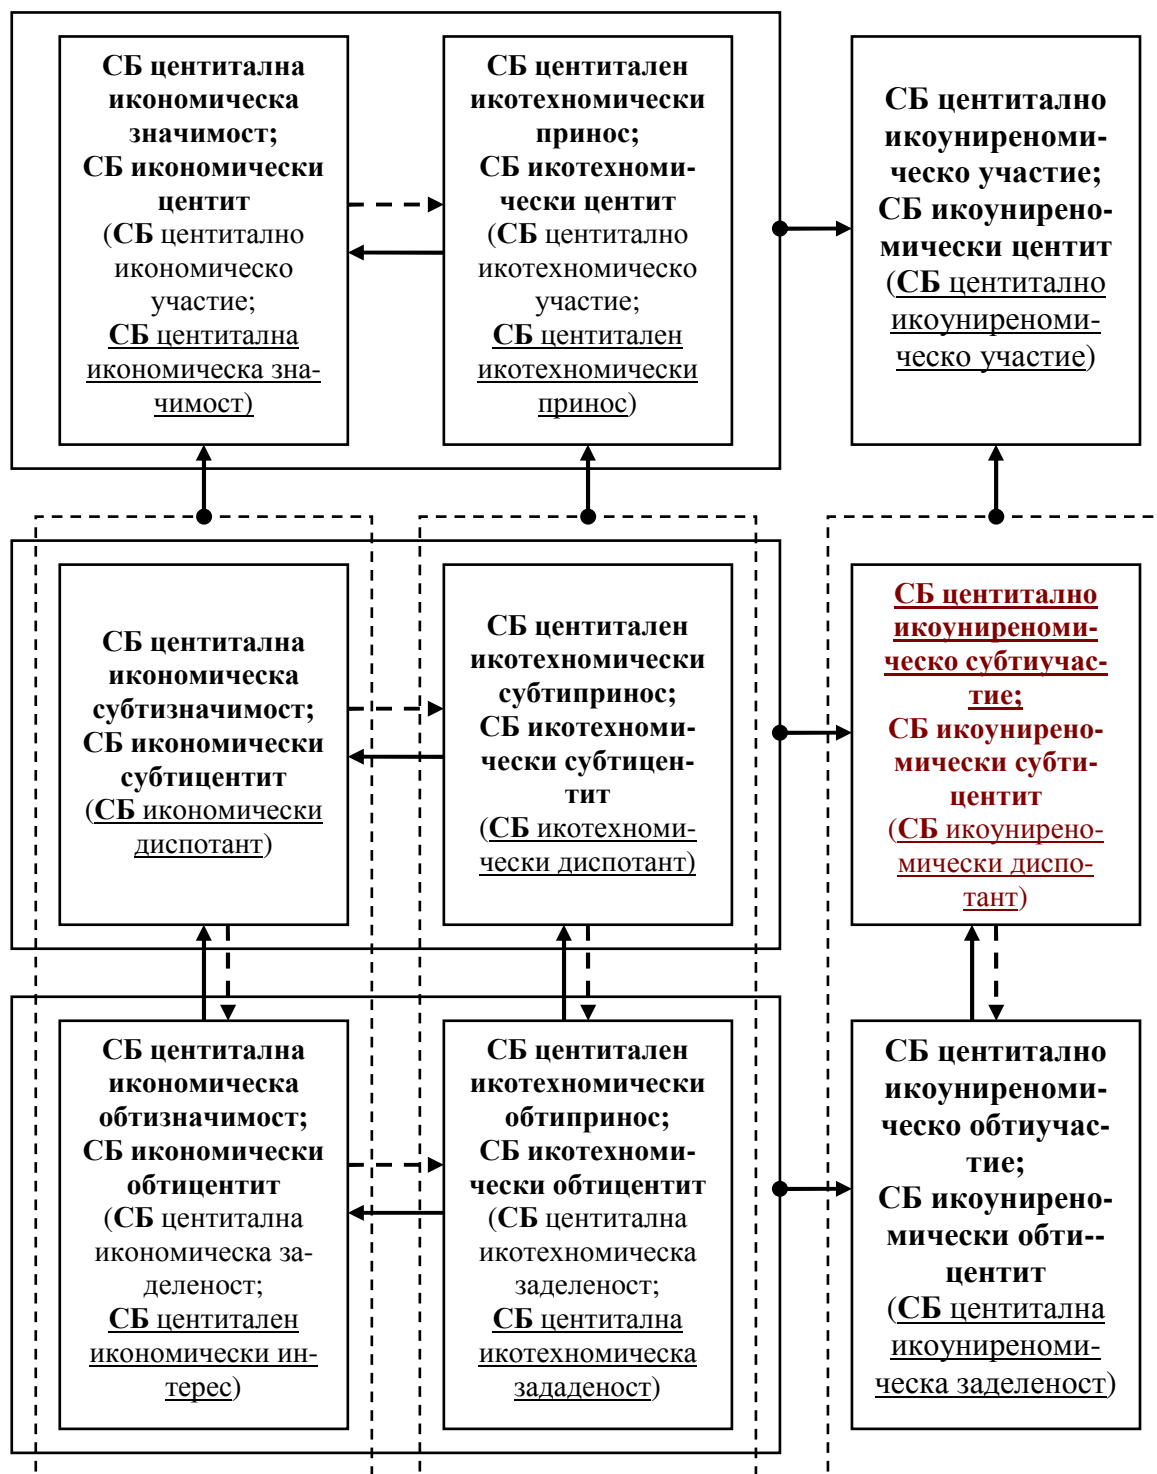 СБ центитална
икономическа
значимост;
СБ икономически
центит
(СБ центитално
икономическо
участие;
СБ центитална
икономическа зна-
чимост)
СБ центитален
икотехномически
принос;
СБ икотехноми-
чески центит
(СБ центитално
икотехномическо
участие;
СБ центитален
икотехномически
принос)
СБ центитално
икоуниреноми-
ческо участие;
СБ икоунирено-
мически центит
(СБ центитално
икоуниреноми-
ческо участие)
СБ центитална
икономическа
субтизначимост;
СБ икономически
субтицентит
(СБ икономически
диспотант)
СБ центитален
икотехномически
субтипринос;
СБ икотехноми-
чески субтицен-
тит
(СБ икотехноми-
чески диспотант)
СБ центитално
икоуниреноми-
ческо субтиучас-
тие;
СБ икоунирено-
мически субти-
центит
(СБ икоунирено-
мически диспо-
тант)
СБ центитална
икономическа
обтизначимост;
СБ икономически
обтицентит
(СБ центитална
икономическа за-
деленост;
СБ центитален
икономически ин-
терес)
СБ центитален
икотехномически
обтипринос;
СБ икотехноми-
чески обтицентит
(СБ центитална
икотехномическа
заделеност;
СБ центитална
икотехномическа
зададеност)
СБ центитално
икоуниреноми-
ческо обтиучас-
тие;
СБ икоунирено-
мически обти--
центит
(СБ центитална
икоуниреноми-
ческа заделеност)